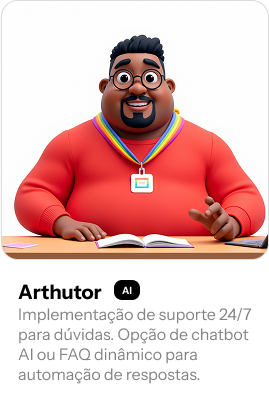 Arthutor AI
Implementação de suporte 24/7
para dúvidas. Opção de chatbot
AI ou FAQ dinâmico para
automação de respostas.